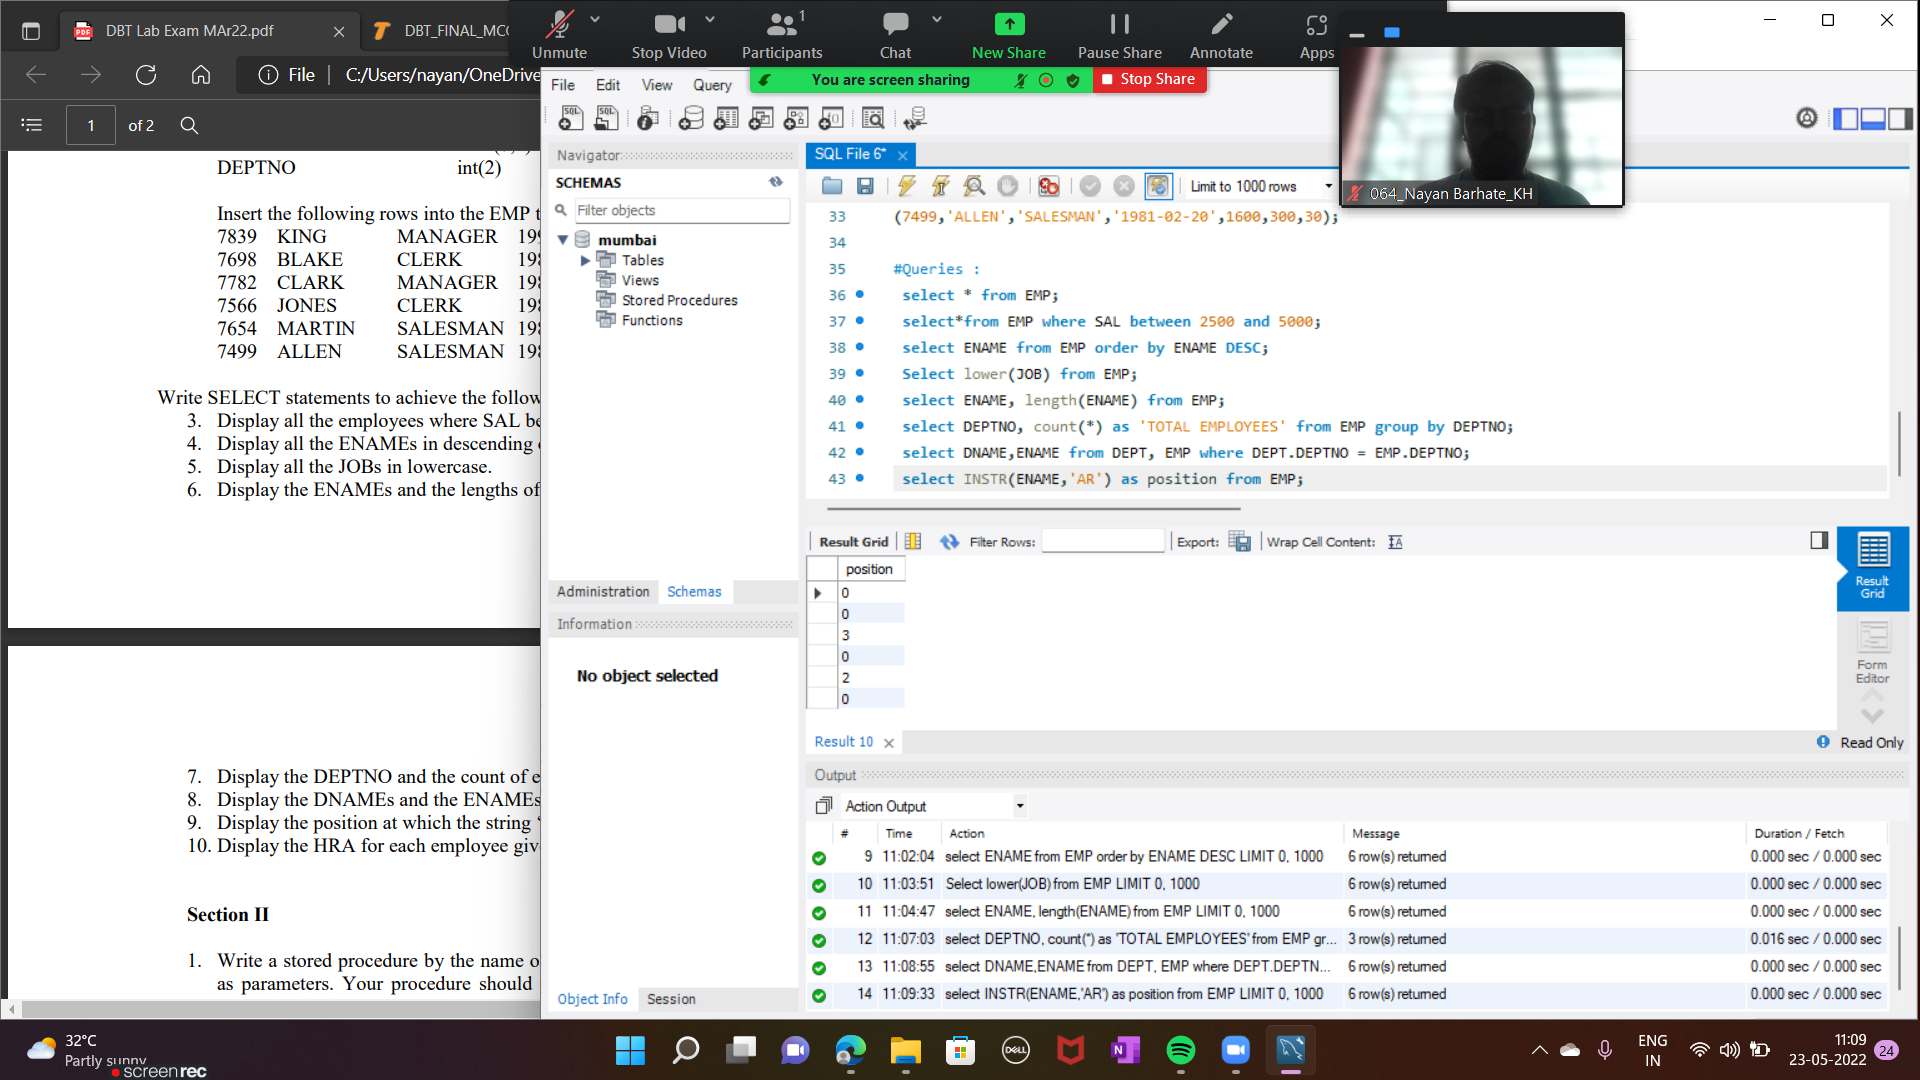 DBT Lab Exam MAr22.pdf
DBT_FINAL_MC
Unmute
Stop Video
Participants
1
Chat
New Share
Pause Share
Annotate
Apps
File
C:/Users/nayan/OneDrive
You are screen sharing
Stop Share
064_Nayan Barhate_KH
1
of 2
DEPTNO int(2)
Insert the following rows into the EMP t
7839 KING MANAGER 199
7698 BLAKE CLERK 198
7782 CLARK MANAGER 198
7566 JONES CLERK 198
7654 MARTIN SALESMAN 198
7499 ALLEN SALESMAN 198
Write SELECT statements to achieve the follow
3. Display all the employees where SAL be
4. Display all the ENAMEs in descending
5. Display all the JOBs in lowercase.
6. Display the ENAMEs and the lengths of
7. Display the DEPTNO and the count of e
8. Display the DNAMEs and the ENAMEs
9. Display the position at which the string ‘
10. Display the HRA for each employee giv
Section II
1. Write a stored procedure by the name o
as parameters. Your procedure should
File Edit View Query
Navigator
SCHEMAS
Filter objects
mumbai
Tables
Views
Stored Procedures
Functions
Administration Schemas
Information
No object selected
Object Info Session
SQL File 6*
Limit to 1000 rows
33 (7499,'ALLEN','SALESMAN','1981-02-20',1600,300,30);
34
35 #Queries :
36 select * from EMP;
37 select*from EMP where SAL between 2500 and 5000;
38 select ENAME from EMP order by ENAME DESC;
39 Select lower(JOB) from EMP;
40 select ENAME, length(ENAME) from EMP;
41 select DEPTNO, count(*) as 'TOTAL EMPLOYEES' from EMP group by DEPTNO;
42 select DNAME,ENAME from DEPT, EMP where DEPT.DEPTNO = EMP.DEPTNO;
43 select INSTR(ENAME,'AR') as position from EMP;
Result Grid Filter Rows: Export: Wrap Cell Content:
position
0
0
3
0
2
0
Result Grid
Form Editor
Result 10
Read Only
Output
Action Output
# Time Action Message Duration / Fetch
9 11:02:04 select ENAME from EMP order by ENAME DESC LIMIT 0, 1000 6 row(s) returned 0.000 sec / 0.000 sec
10 11:03:51 Select lower(JOB) from EMP LIMIT 0, 1000 6 row(s) returned 0.000 sec / 0.000 sec
11 11:04:47 select ENAME, length(ENAME) from EMP LIMIT 0, 1000 6 row(s) returned 0.000 sec / 0.000 sec
12 11:07:03 select DEPTNO, count(*) as 'TOTAL EMPLOYEES' from EMP gr... 3 row(s) returned 0.016 sec / 0.000 sec
13 11:08:55 select DNAME,ENAME from DEPT, EMP where DEPT.DEPTN... 6 row(s) returned 0.000 sec / 0.000 sec
14 11:09:33 select INSTR(ENAME,'AR') as position from EMP LIMIT 0, 1000 6 row(s) returned 0.000 sec / 0.000 sec
32°C
Partly sunny
screenrec
DELL
ENG
IN
11:09
23-05-2022
24